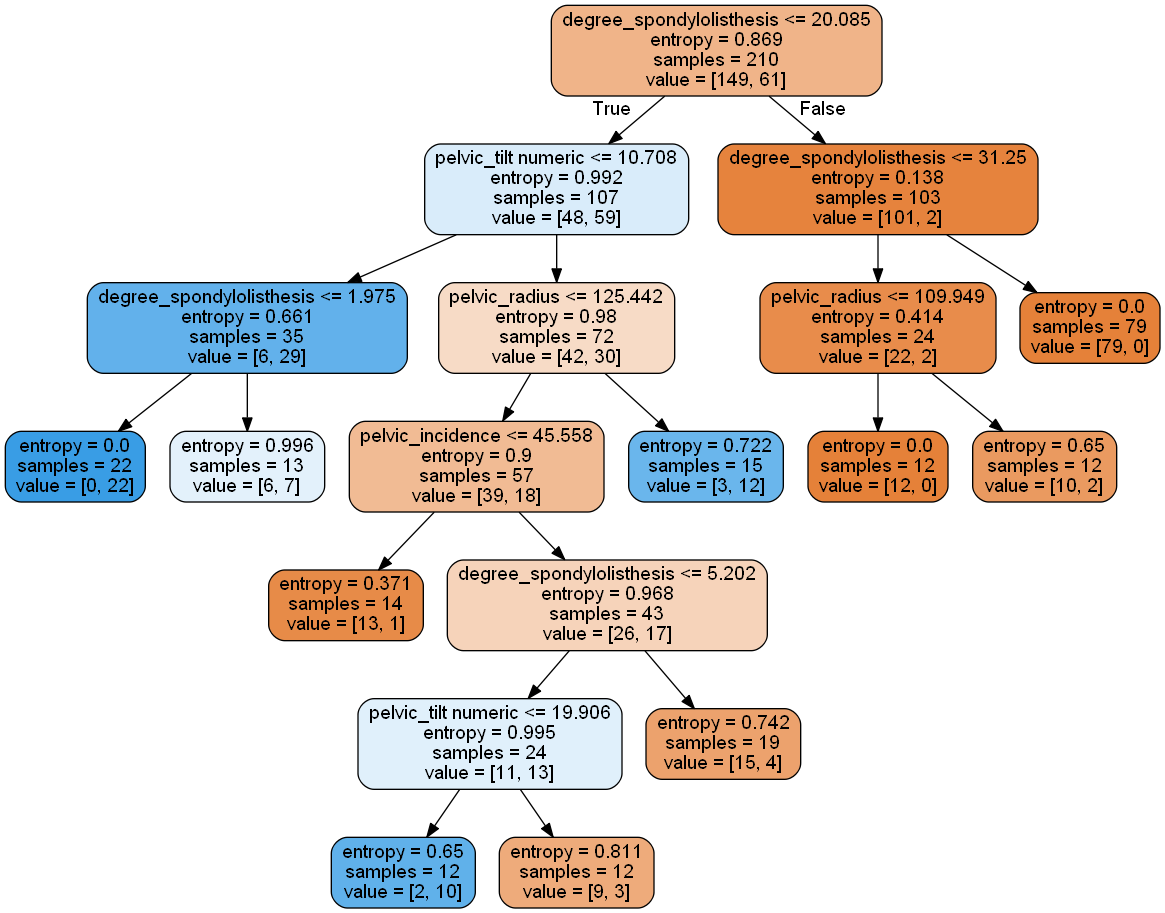 degree_spondylolisthesis <= 20.085
entropy = 0.869
samples = 210
value = [149, 61]
True
False
pelvic_tilt numeric <= 10.708
entropy = 0.992
samples = 107
value = [48, 59]
degree_spondylolisthesis <= 31.25
entropy = 0.138
samples = 103
value = [101, 2]
degree_spondylolisthesis <= 1.975
entropy = 0.661
samples = 35
value = [6, 29]
pelvic_radius <= 125.442
entropy = 0.98
samples = 72
value = [42, 30]
pelvic_radius <= 109.949
entropy = 0.414
samples = 24
value = [22, 2]
entropy = 0.0
samples = 79
value = [79, 0]
entropy = 0.0
samples = 22
value = [0, 22]
entropy = 0.996
samples = 13
value = [6, 7]
pelvic_incidence <= 45.558
entropy = 0.9
samples = 57
value = [39, 18]
entropy = 0.722
samples = 15
value = [3, 12]
entropy = 0.0
samples = 12
value = [12, 0]
entropy = 0.65
samples = 12
value = [10, 2]
entropy = 0.371
samples = 14
value = [13, 1]
degree_spondylolisthesis <= 5.202
entropy = 0.968
samples = 43
value = [26, 17]
pelvic_tilt numeric <= 19.906
entropy = 0.995
samples = 24
value = [11, 13]
entropy = 0.742
samples = 19
value = [15, 4]
entropy = 0.65
samples = 12
value = [2, 10]
entropy = 0.811
samples = 12
value = [9, 3]